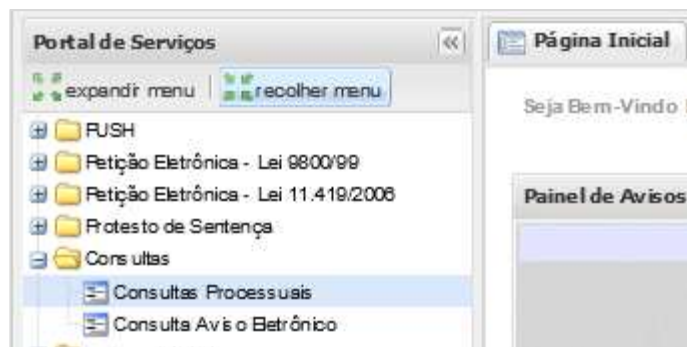 Portal de Serviços
Página Inicial
expandir menu
recolher menu
Seja Bem-Vindo
PUSH
Petição Eletrônica - Lei 9800/99
Petição Eletrônica - Lei 11.419/2006
Painel de Avisos
Protesto de Sentença
Consultas
Consultas Processuais
Consulta Aviso Eletrônico